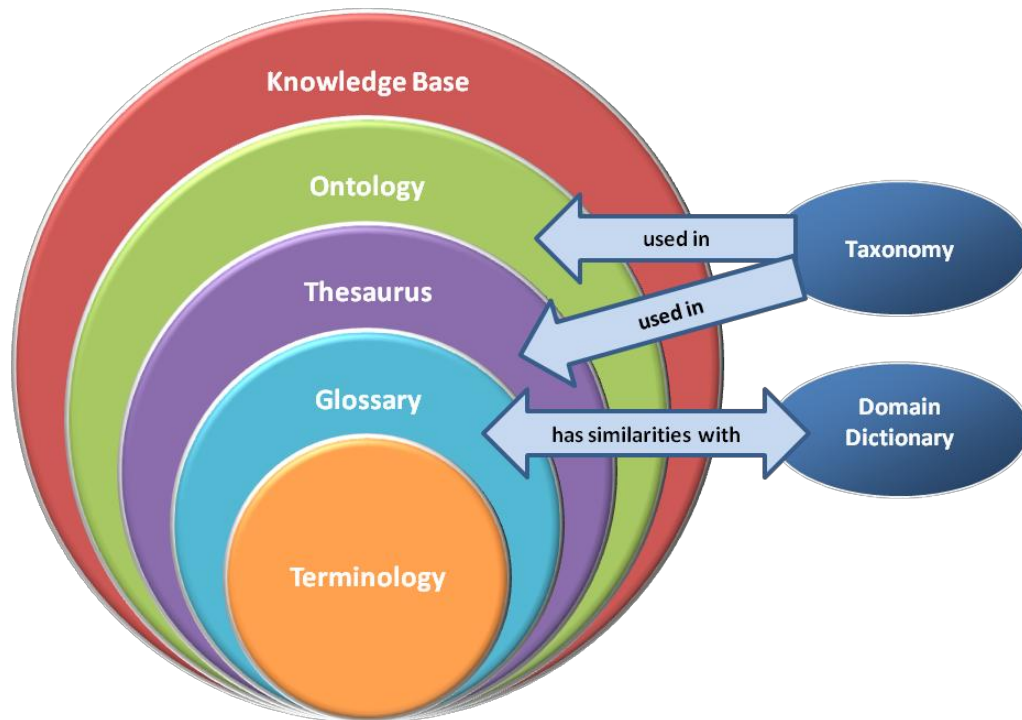 Knowledge Base
Ontology
used in
Taxonomy
Thesaurus
used in
Glossary
has similarities with
Domain
Dictionary
Terminology